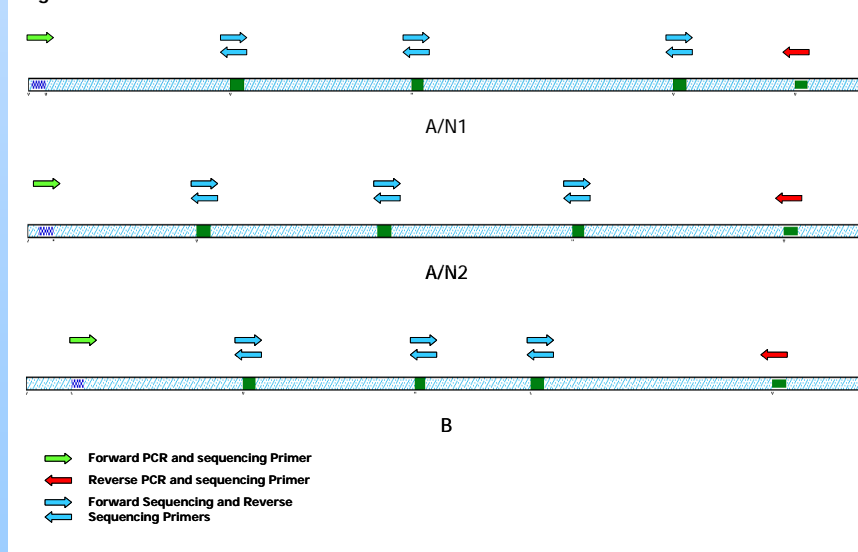 A/N1
A/N2
B
Forward PCR and sequencing Primer
Reverse PCR and sequencing Primer
Forward Sequencing and Reverse
Sequencing Primers